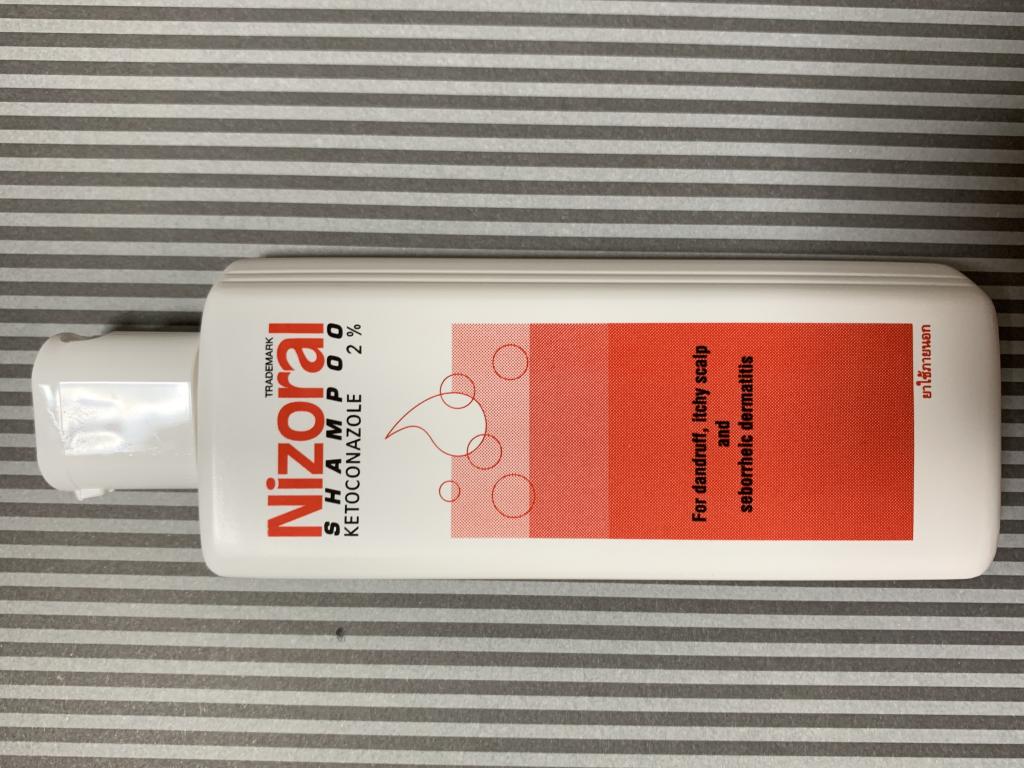 TRADEMARK
Nizoral
SHAMPOO
KETOCONAZOLE 2 %
For dandruff, itchy scalp
and
seborrheic dermatitis
ยาใช้ภายนอก